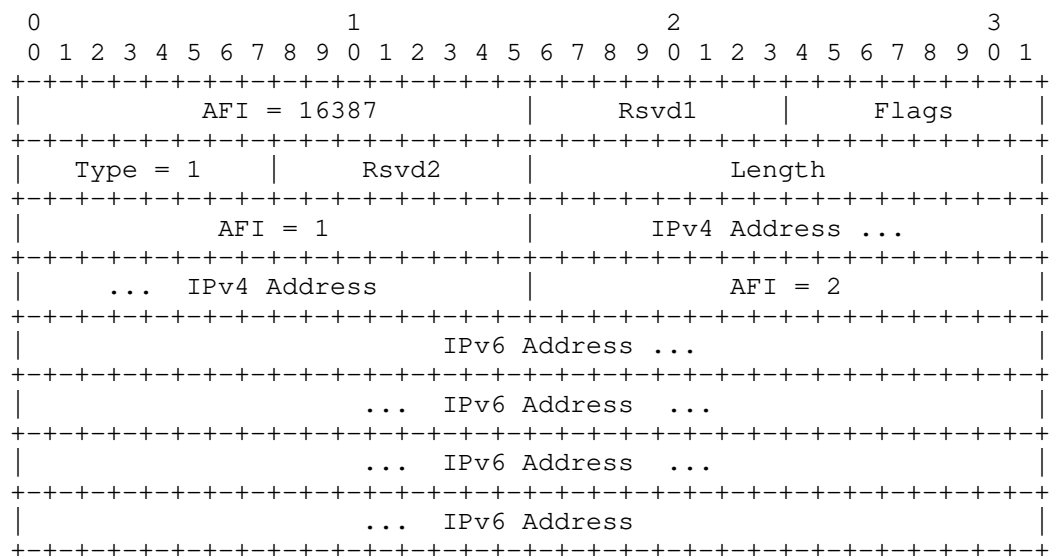 0                   1                   2                   3
 0 1 2 3 4 5 6 7 8 9 0 1 2 3 4 5 6 7 8 9 0 1 2 3 4 5 6 7 8 9 0 1
+-+-+-+-+-+-+-+-+-+-+-+-+-+-+-+-+-+-+-+-+-+-+-+-+-+-+-+-+-+-+-+-+
|           AFI = 16387         |     Rsvd1     |     Flags     |
+-+-+-+-+-+-+-+-+-+-+-+-+-+-+-+-+-+-+-+-+-+-+-+-+-+-+-+-+-+-+-+-+
|   Type = 1    |     Rsvd2     |            Length             |
+-+-+-+-+-+-+-+-+-+-+-+-+-+-+-+-+-+-+-+-+-+-+-+-+-+-+-+-+-+-+-+-+
|            AFI = 1            |       IPv4 Address ...        |
+-+-+-+-+-+-+-+-+-+-+-+-+-+-+-+-+-+-+-+-+-+-+-+-+-+-+-+-+-+-+-+-+
|     ...  IPv4 Address         |            AFI = 2            |
+-+-+-+-+-+-+-+-+-+-+-+-+-+-+-+-+-+-+-+-+-+-+-+-+-+-+-+-+-+-+-+-+
|                          IPv6 Address ...                     |
+-+-+-+-+-+-+-+-+-+-+-+-+-+-+-+-+-+-+-+-+-+-+-+-+-+-+-+-+-+-+-+-+
|                     ...  IPv6 Address  ...                    |
+-+-+-+-+-+-+-+-+-+-+-+-+-+-+-+-+-+-+-+-+-+-+-+-+-+-+-+-+-+-+-+-+
|                     ...  IPv6 Address  ...                    |
+-+-+-+-+-+-+-+-+-+-+-+-+-+-+-+-+-+-+-+-+-+-+-+-+-+-+-+-+-+-+-+-+
|                     ...  IPv6 Address                         |
+-+-+-+-+-+-+-+-+-+-+-+-+-+-+-+-+-+-+-+-+-+-+-+-+-+-+-+-+-+-+-+-+